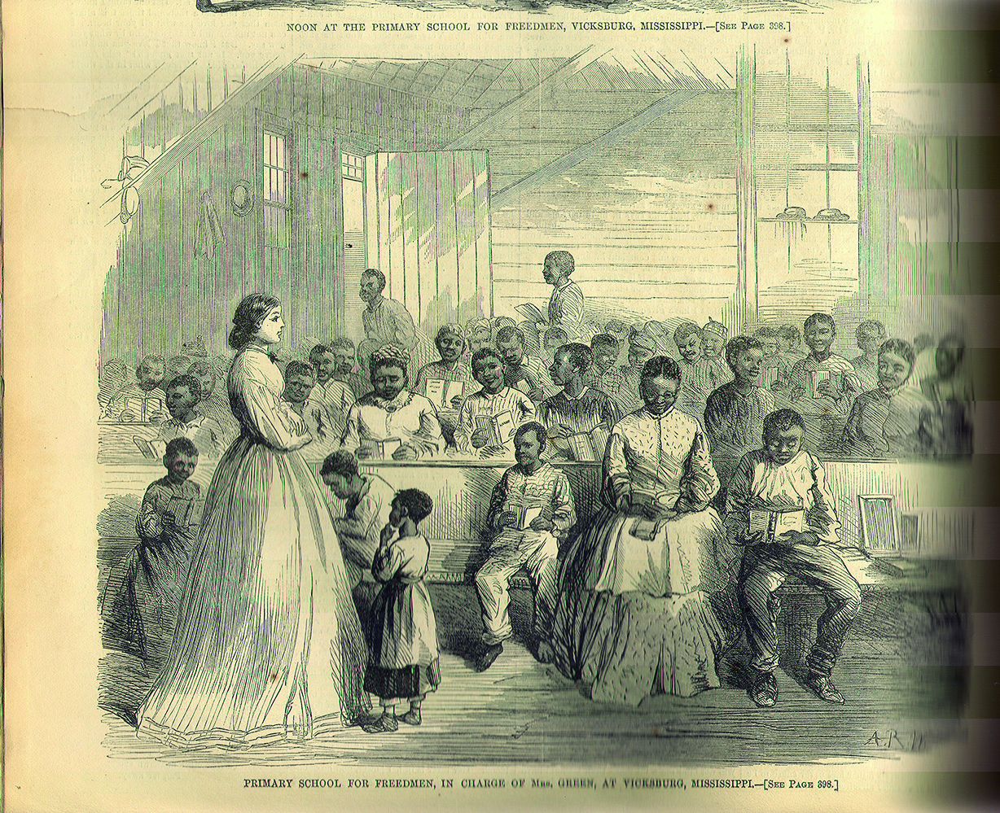 NOON AT THE PRIMARY SCHOOL FOR FREEDMEN, VICKSBURG, MISSISSIPPI.—[SEE PAGE 398.]
A. R. W
PRIMARY SCHOOL FOR FREEDMEN, IN CHARGE OF MRS. GREEN, AT VICKSBURG, MISSISSIPPI.—[SEE PAGE 398.]